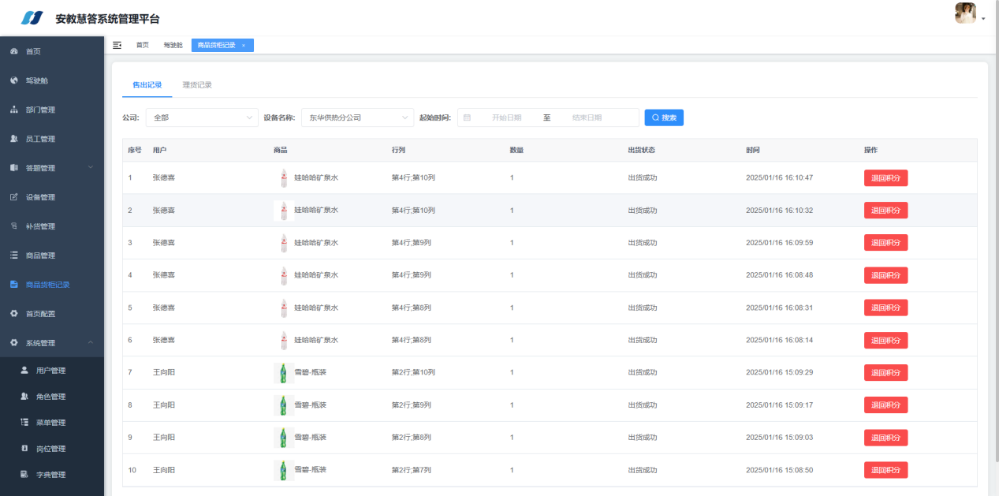 安教慧答系统管理平台
首页 驾驶舱 商品货柜记录 ×
首页
驾驶舱
部门管理
员工管理
答题管理
设备管理
补货管理
商品管理
商品货柜记录
首页配置
系统管理
用户管理
角色管理
菜单管理
岗位管理
字典管理
售出记录 理货记录
公司: 全部 设备名称: 东华供热分公司 起始时间: 开始日期 至 结束日期 搜索
序号 用户 商品 行列 数量 出货状态 时间 操作
1 张德喜 娃哈哈矿泉水 第4行;第10列 1 出货成功 2025/01/16 16:10:47 退回积分
2 张德喜 娃哈哈矿泉水 第4行;第10列 1 出货成功 2025/01/16 16:10:32 退回积分
3 张德喜 娃哈哈矿泉水 第4行;第9列 1 出货成功 2025/01/16 16:09:59 退回积分
4 张德喜 娃哈哈矿泉水 第4行;第9列 1 出货成功 2025/01/16 16:08:48 退回积分
5 张德喜 娃哈哈矿泉水 第4行;第8列 1 出货成功 2025/01/16 16:08:31 退回积分
6 张德喜 娃哈哈矿泉水 第4行;第8列 1 出货成功 2025/01/16 16:08:14 退回积分
7 王向阳 雪碧-瓶装 第2行;第10列 1 出货成功 2025/01/16 15:09:29 退回积分
8 王向阳 雪碧-瓶装 第2行;第9列 1 出货成功 2025/01/16 15:09:17 退回积分
9 王向阳 雪碧-瓶装 第2行;第8列 1 出货成功 2025/01/16 15:09:03 退回积分
10 王向阳 雪碧-瓶装 第2行;第7列 1 出货成功 2025/01/16 15:08:50 退回积分